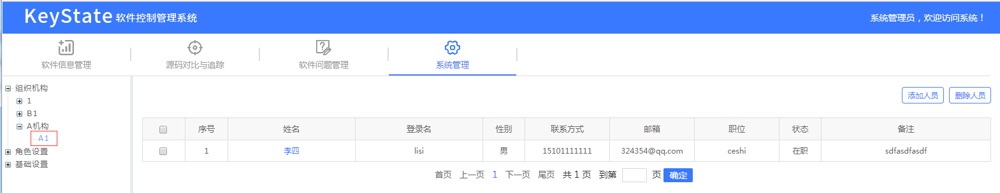 KeyState 软件控制管理系统
系统管理员，欢迎访问系统！
软件信息管理 源码对比与追踪 软件问题管理 系统管理
组织机构
1
B1
A机构
A1
角色设置
基础设置
添加人员 删除人员
序号 姓名 登录名 性别 联系方式 邮箱 职位 状态 备注
1 李四 lisi 男 15101111111 324354@qq.com ceshi 在职 sdfasdfasdf
首页 上一页 1 下一页 尾页 共 1 页 到第 页 确定